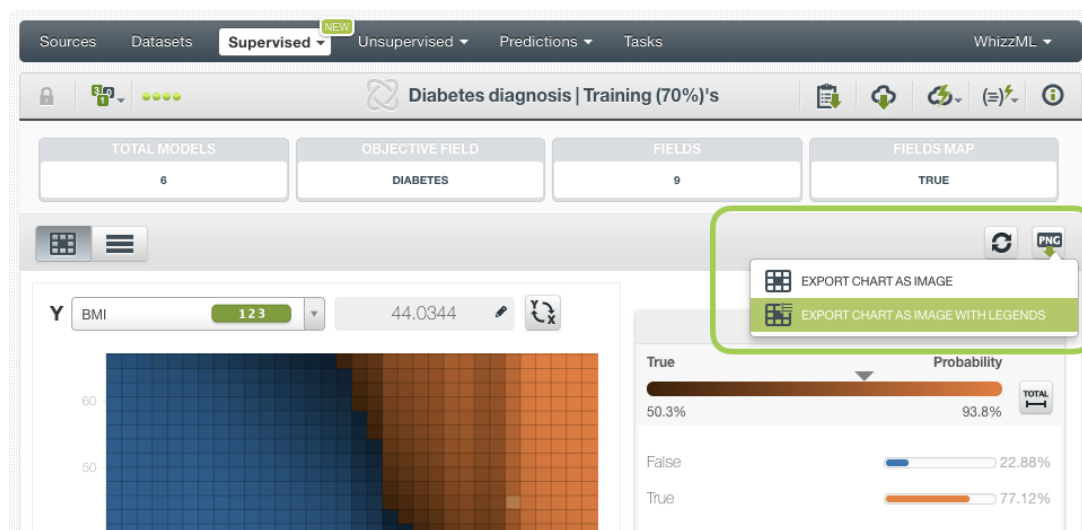 NEW
Sources Datasets Supervised Unsupervised Predictions Tasks WhizzML
Diabetes diagnosis | Training (70%)'s
TOTAL MODELS OBJECTIVE FIELD FIELDS FIELDS MAP
6 DIABETES 9 TRUE
PNG
EXPORT CHART AS IMAGE
EXPORT CHART AS IMAGE WITH LEGENDS
Y BMI 123 44.0344 Y X
True Probability
TOTAL
50.3% 93.8%
60
False 22.88%
50
True 77.12%